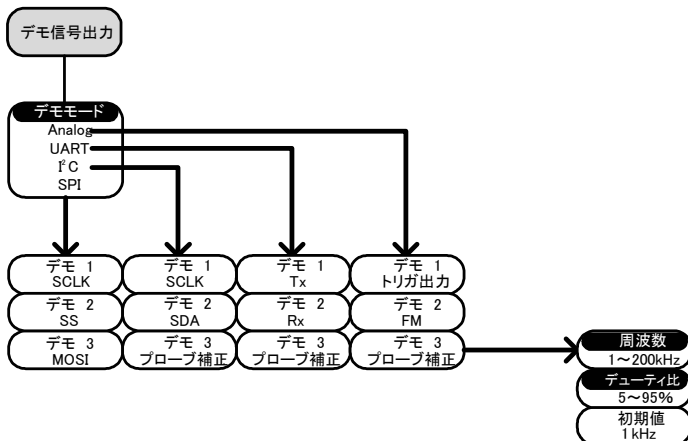 デモ信号出力
デモモード
Analog
UART
I²C
SPI
デモ 1
SCLK
デモ 2
SS
デモ 3
MOSI
デモ 1
SCLK
デモ 2
SDA
デモ 3
プローブ補正
デモ 1
Tx
デモ 2
Rx
デモ 3
プローブ補正
デモ 1
トリガ出力
デモ 2
FM
デモ 3
プローブ補正
周波数
1～200kHz
デューティ比
5～95%
初期値
1kHz